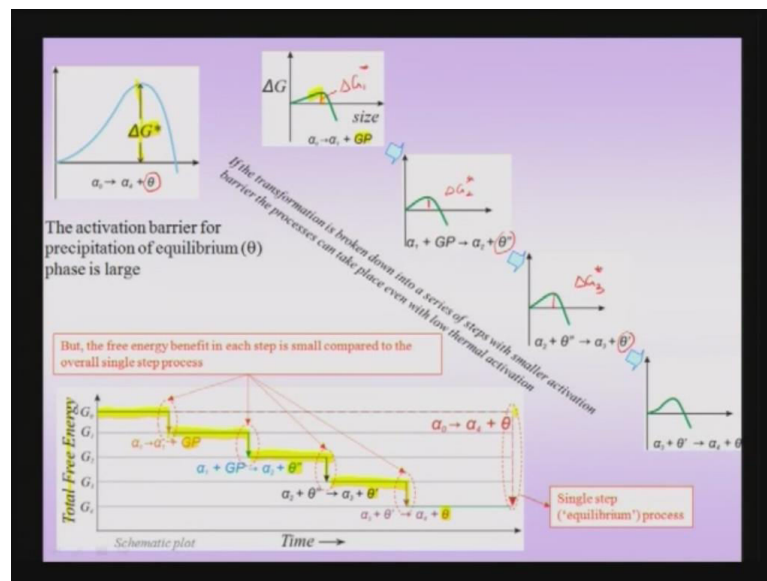 ΔG*
α₀→ α₄ +θ
The activation barrier for
precipitation of equilibrium (θ)
phase is large
ΔG
ΔG₁*
size
α₀→α₁ + GP
ΔG₂*
α₁ + GP→ α₂ +θ″
ΔG₃*
α₂ + θ″ → α₃ +θ′
α₃ + θ′ → α₄ + θ
If the transformation is broken down into a series of steps with smaller activation
barrier the processes can take place even with low thermal activation
But, the free energy benefit in each step is small compared to the
overall single step process
Total Free Energy
G₀
G₁
G₂
G₃
G₄
α₀→α₁+ GP
α₁ + GP → α₂ + θ″
α₂ + θ″ → α₃ + θ′
α₃ + θ′ → α₄ + θ
α₀→ α₄ + θ
Single step
('equilibrium') process
Schematic plot
Time